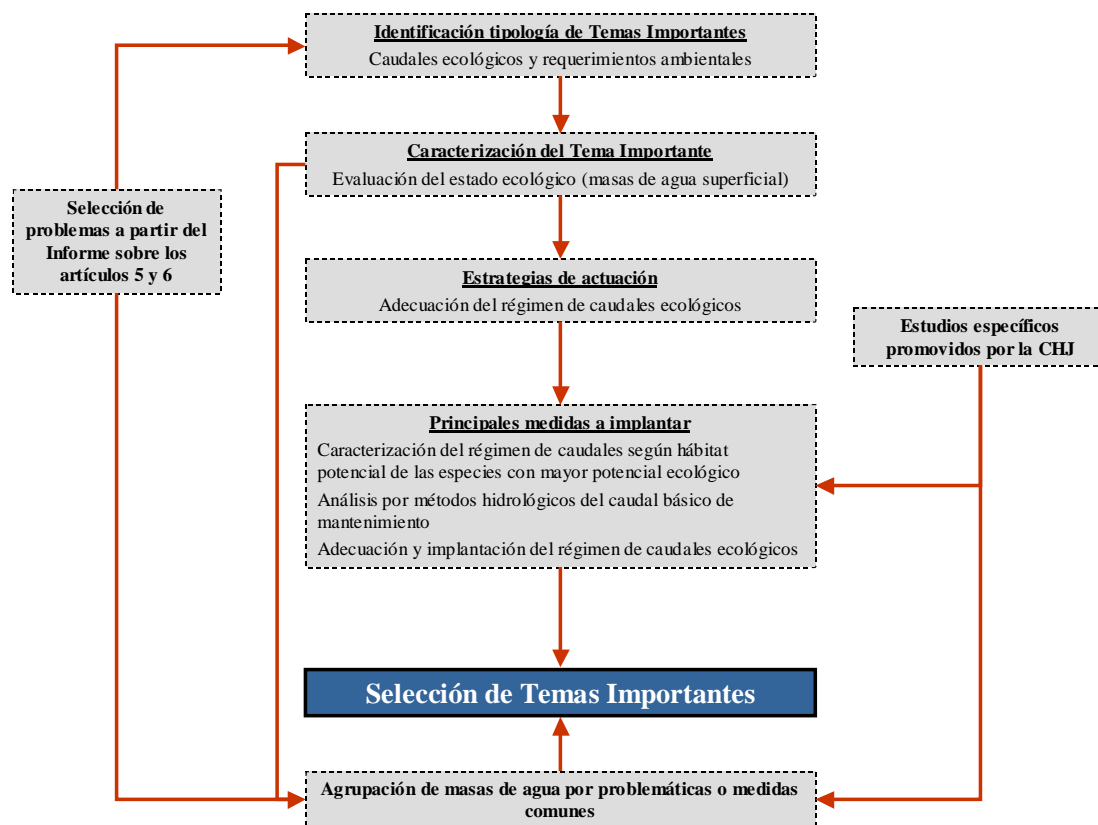 Identificación tipología de Temas Importantes
Caudales ecológicos y requerimientos ambientales
Caracterización del Tema Importante
Evaluación del estado ecológico (masas de agua superficial)
Selección de
problemas a partir del
Informe sobre los
artículos 5 y 6
Estrategias de actuación
Adecuación del régimen de caudales ecológicos
Estudios específicos
promovidos por la CHJ
Principales medidas a implantar
Caracterización del régimen de caudales según hábitat
potencial de las especies con mayor potencial ecológico
Análisis por métodos hidrológicos del caudal básico de
mantenimiento
Adecuación y implantación del régimen de caudales ecológicos
Selección de Temas Importantes
Agrupación de masas de agua por problemáticas o medidas
comunes